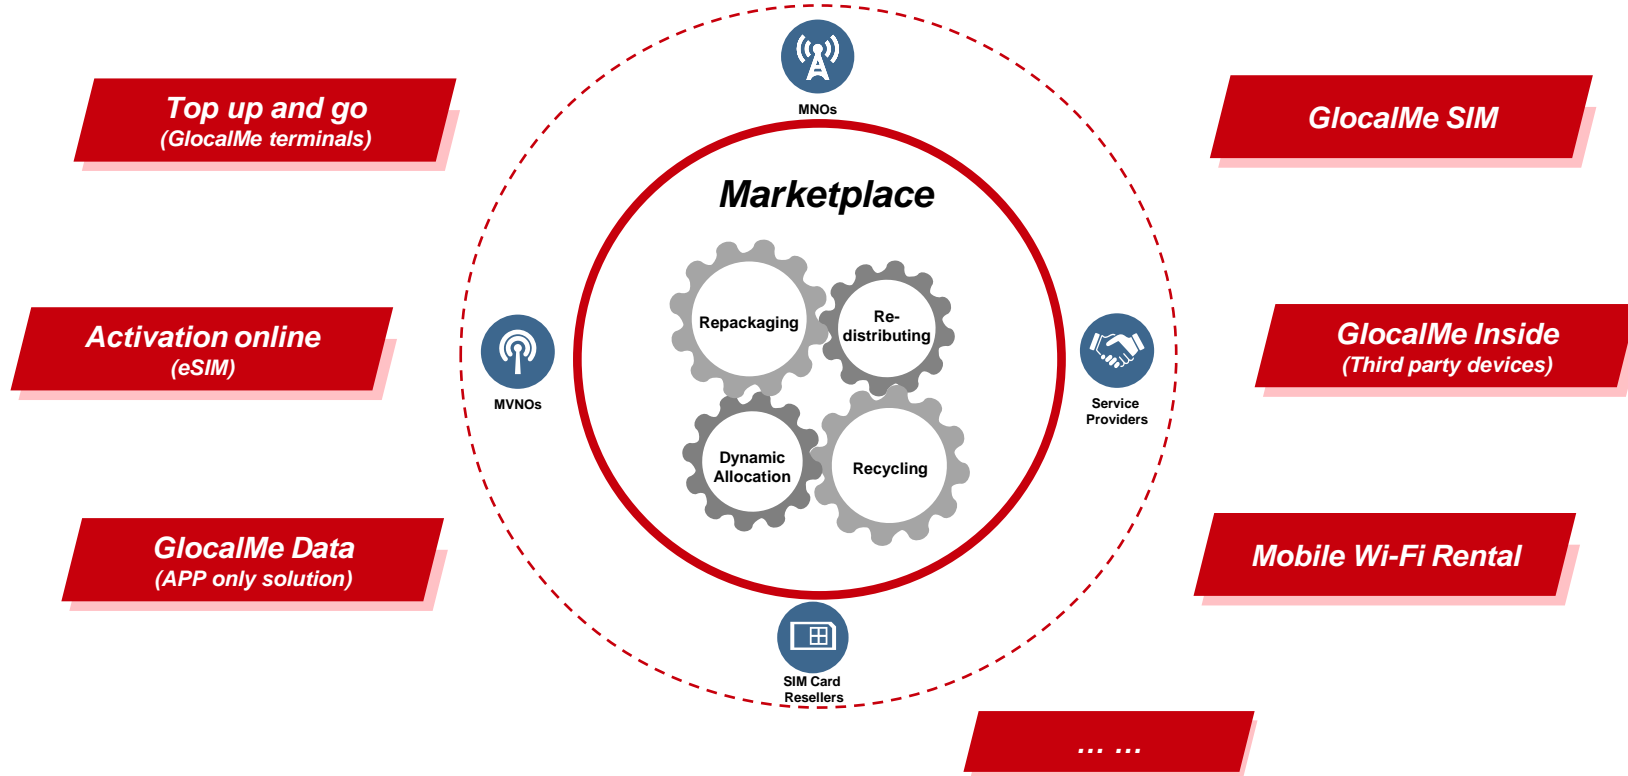 MNOs
Top up and go
(GlocalMe terminals)
GlocalMe SIM
Marketplace
Repackaging
Re-
distributing
Activation online
(eSIM)
MVNOs
Service
Providers
GlocalMe Inside
(Third party devices)
Dynamic
Allocation
Recycling
GlocalMe Data
(APP only solution)
Mobile Wi-Fi Rental
SIM Card
Resellers
... ...